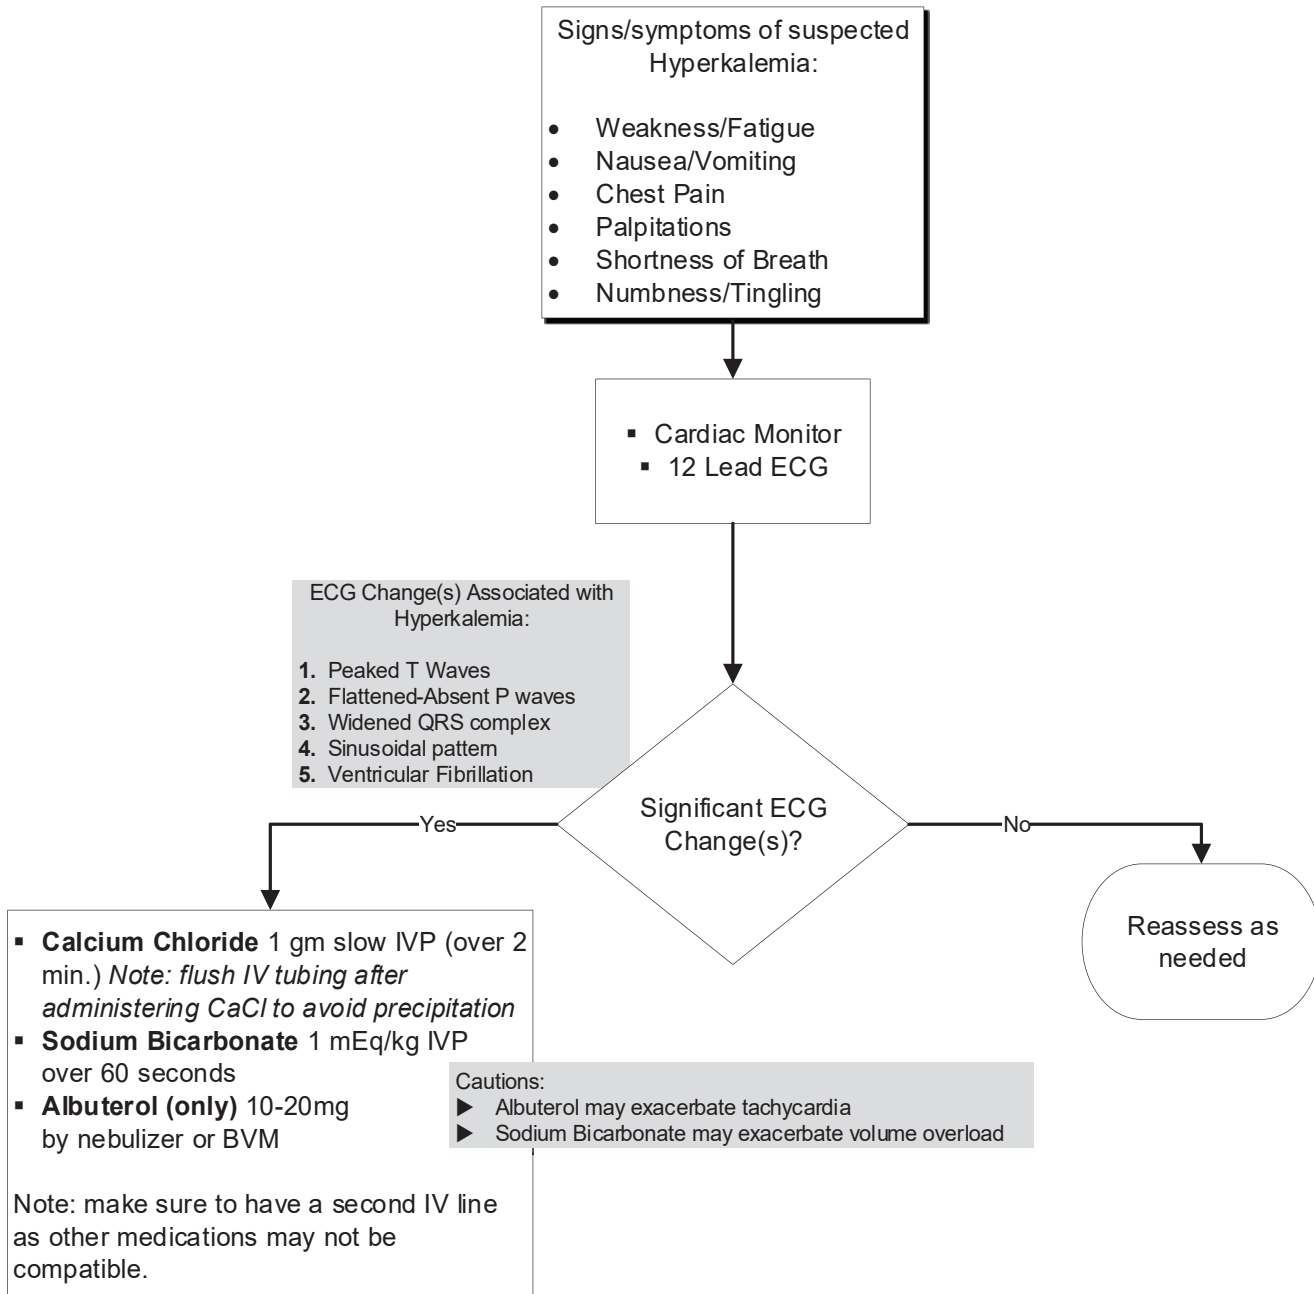 Signs/symptoms of suspected
Hyperkalemia:
• Weakness/Fatigue
• Nausea/Vomiting
• Chest Pain
• Palpitations
• Shortness of Breath
• Numbness/Tingling
▪ Cardiac Monitor
▪ 12 Lead ECG
ECG Change(s) Associated with
Hyperkalemia:
1. Peaked T Waves
2. Flattened-Absent P waves
3. Widened QRS complex
4. Sinusoidal pattern
5. Ventricular Fibrillation
Significant ECG
Change(s)?
Yes
No
▪ Calcium Chloride 1 gm slow IVP (over 2
min.) Note: flush IV tubing after
administering CaCl to avoid precipitation
▪ Sodium Bicarbonate 1 mEq/kg IVP
over 60 seconds
▪ Albuterol (only) 10-20mg
by nebulizer or BVM
Note: make sure to have a second IV line
as other medications may not be
compatible.
Cautions:
► Albuterol may exacerbate tachycardia
► Sodium Bicarbonate may exacerbate volume overload
Reassess as
needed